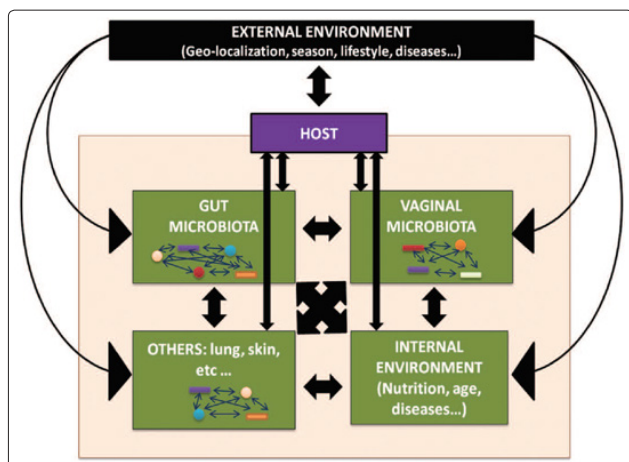 EXTERNAL ENVIRONMENT
(Geo-localization, season, lifestyle, diseases...)
HOST
GUT
MICROBIOTA
VAGINAL
MICROBIOTA
OTHERS: lung, skin,
etc ...
INTERNAL
ENVIRONMENT
(Nutrition, age,
diseases...)